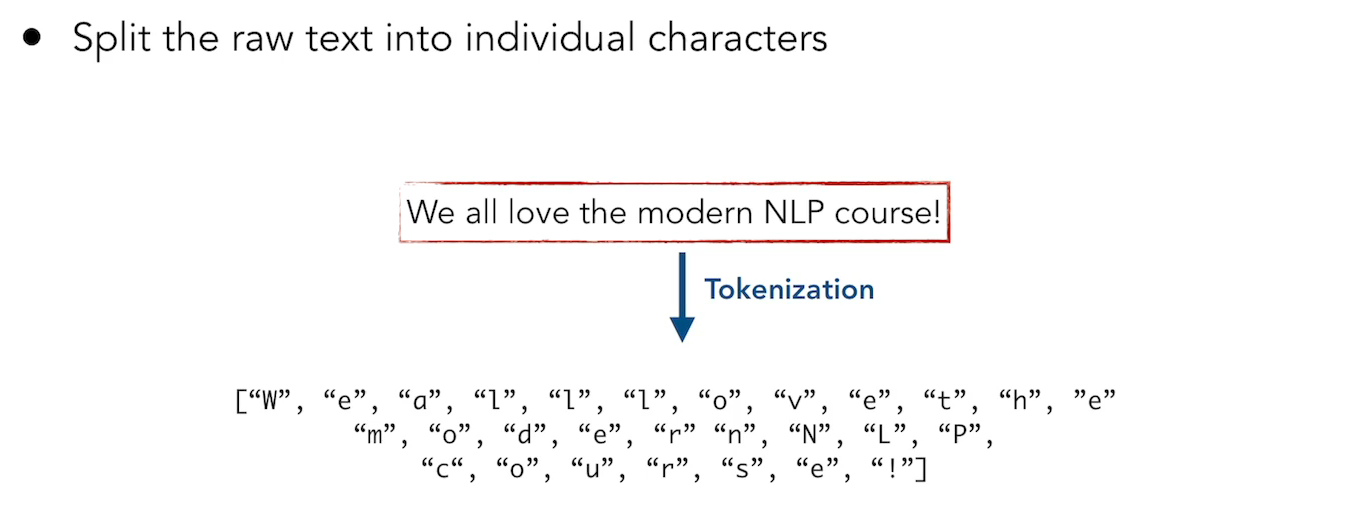 • Split the raw text into individual characters
We all love the modern NLP course!
Tokenization
[“W”, “e”, “a”, “l”, “l”, “l”, “o”, “v”, “e”, “t”, “h”, ”e”
“m”, “o”, “d”, “e”, “r” “n”, “N”, “L”, “P”,
“c“, “o”, “u”, “r”, “s”, “e”, “!”]